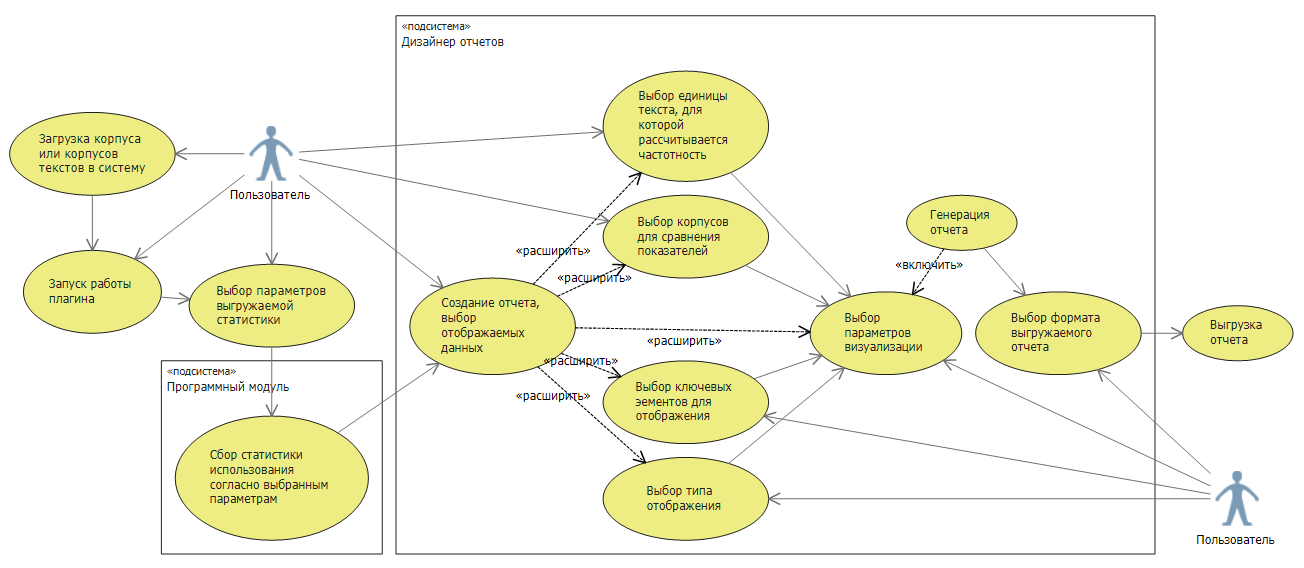 «подсистема»
Дизайнер отчетов
Выбор единицы
текста, для
которой
рассчитывается
частотность
Загрузка корпуса
или корпусов
текстов в систему
Пользователь
Выбор корпусов
для сравнения
показателей
Генерация
отчета
«расширить»
«расширить»
«включить»
Запуск работы
плагина
Выбор параметров
выгружаемой
статистики
Создание отчета,
выбор
отображаемых
данных
«расширить»
Выбор
параметров
визуализации
Выбор формата
выгружаемого
отчета
Выгрузка
отчета
«подсистема»
Программный модуль
«расширить»
«расширить»
Выбор ключевых
эементов для
отображения
Сбор статистики
использования
согласно выбранным
параметрам
Выбор типа
отображения
Пользователь